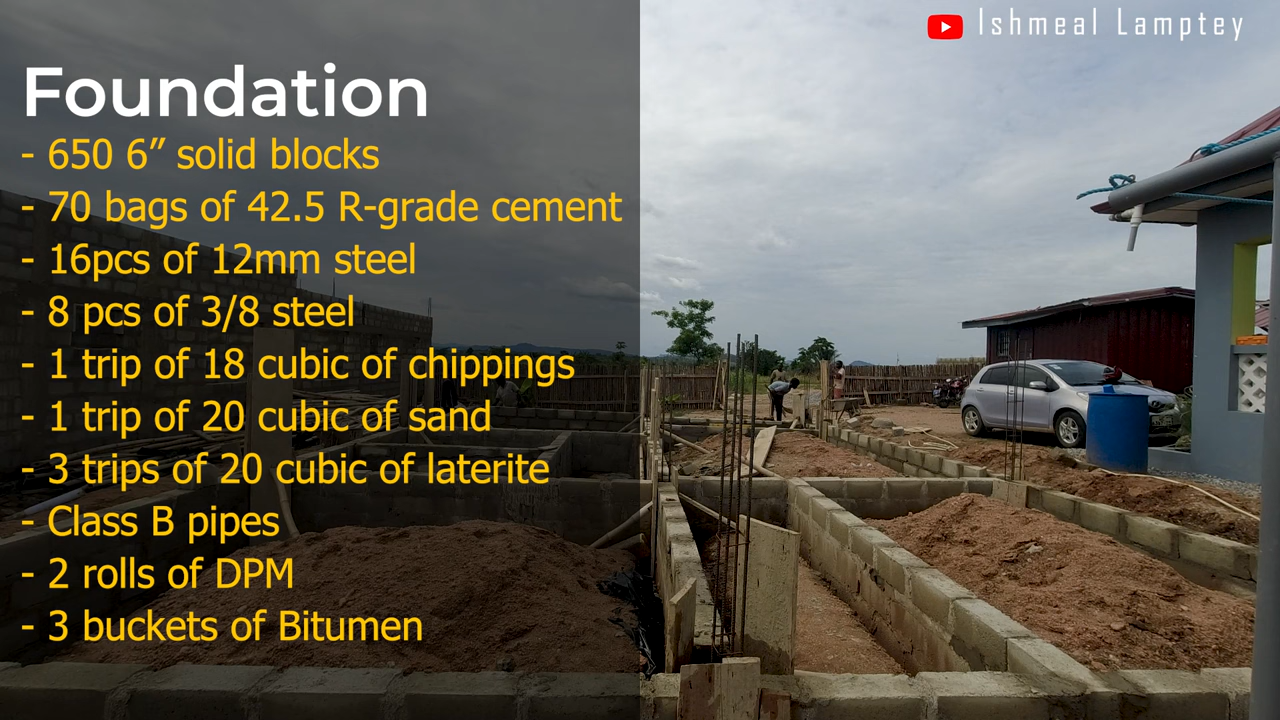 Ishmeal Lamptey
Foundation
- 650 6” solid blocks
- 70 bags of 42.5 R-grade cement
- 16pcs of 12mm steel
- 8 pcs of 3/8 steel
- 1 trip of 18 cubic of chippings
- 1 trip of 20 cubic of sand
- 3 trips of 20 cubic of laterite
- Class B pipes
- 2 rolls of DPM
- 3 buckets of Bitumen